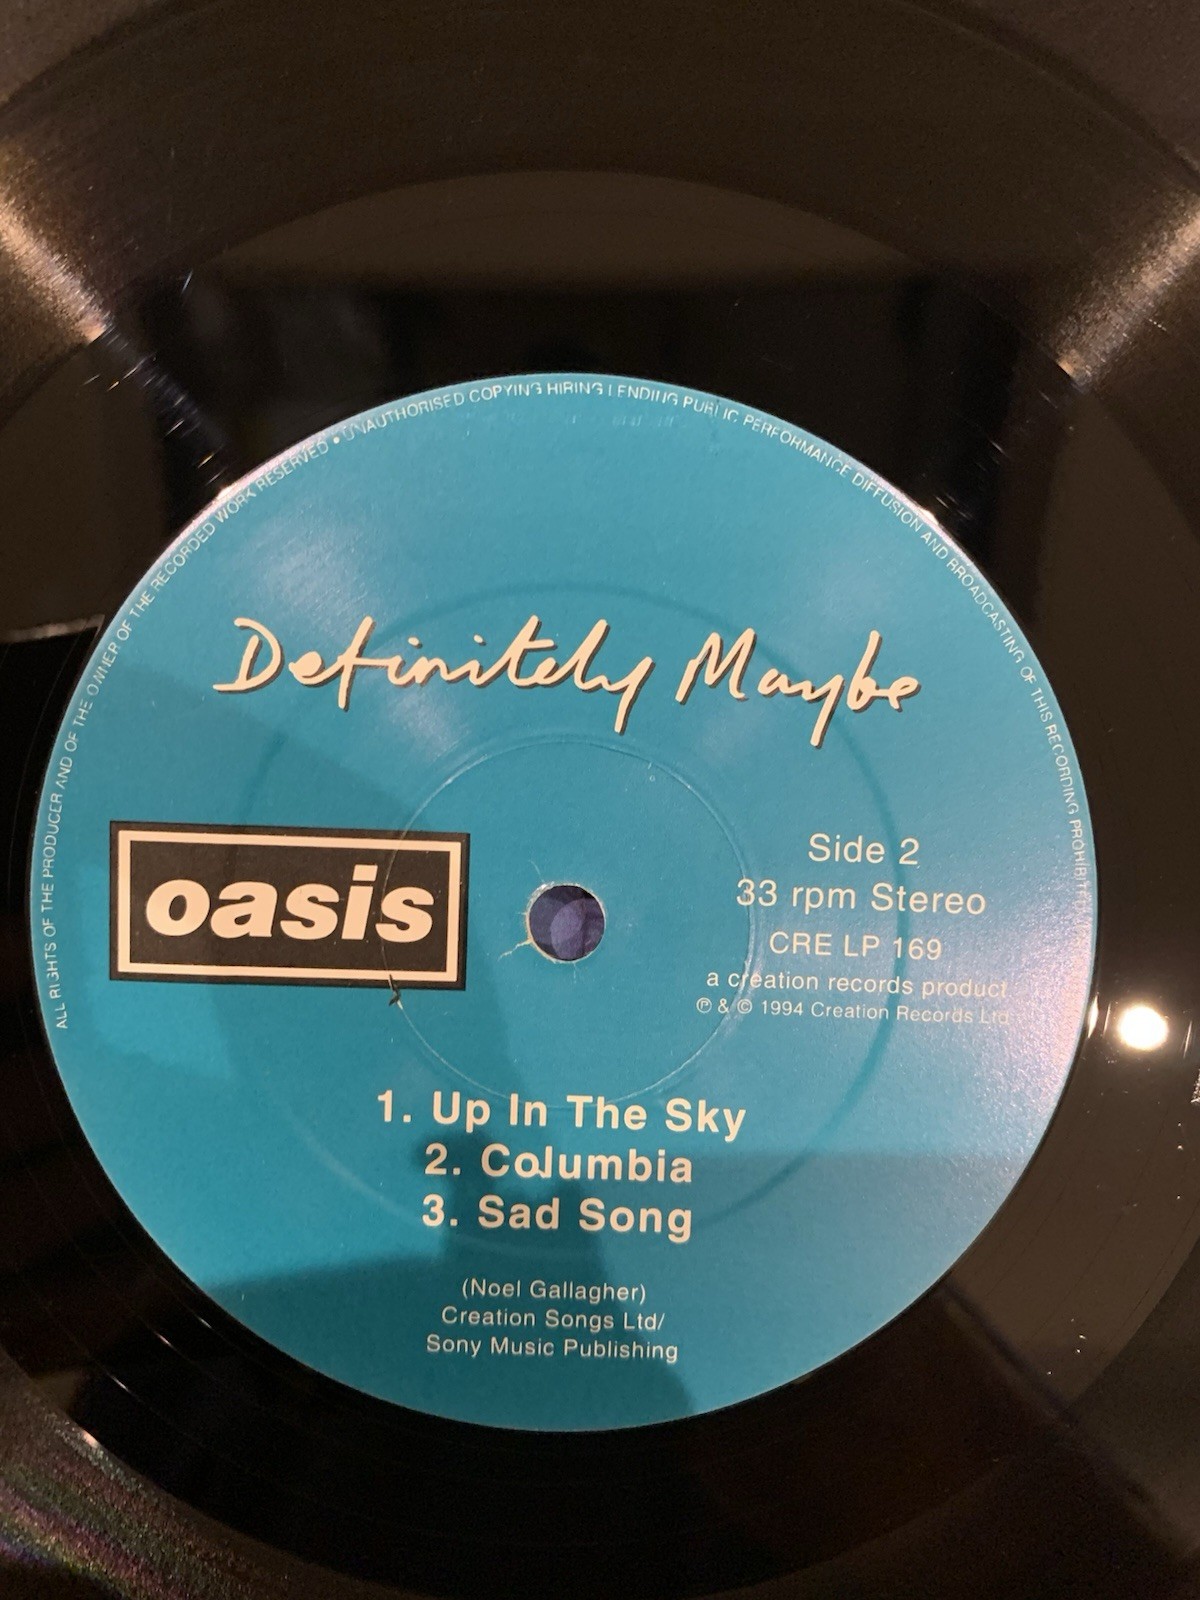 ALL RIGHTS OF THE PRODUCER AND OF THE OWNER OF THE RECORDED WORK RESERVED • UNAUTHORISED COPYING HIRING LENDING PUBLIC PERFORMANCE DIFFUSION AND BROADCASTING OF THIS RECORDING PROHIBITED
Definitely Maybe
oasis
Side 2
33 rpm Stereo
CRE LP 169
a creation records product
℗ & © 1994 Creation Records Ltd
1. Up In The Sky
2. Columbia
3. Sad Song
(Noel Gallagher)
Creation Songs Ltd/
Sony Music Publishing